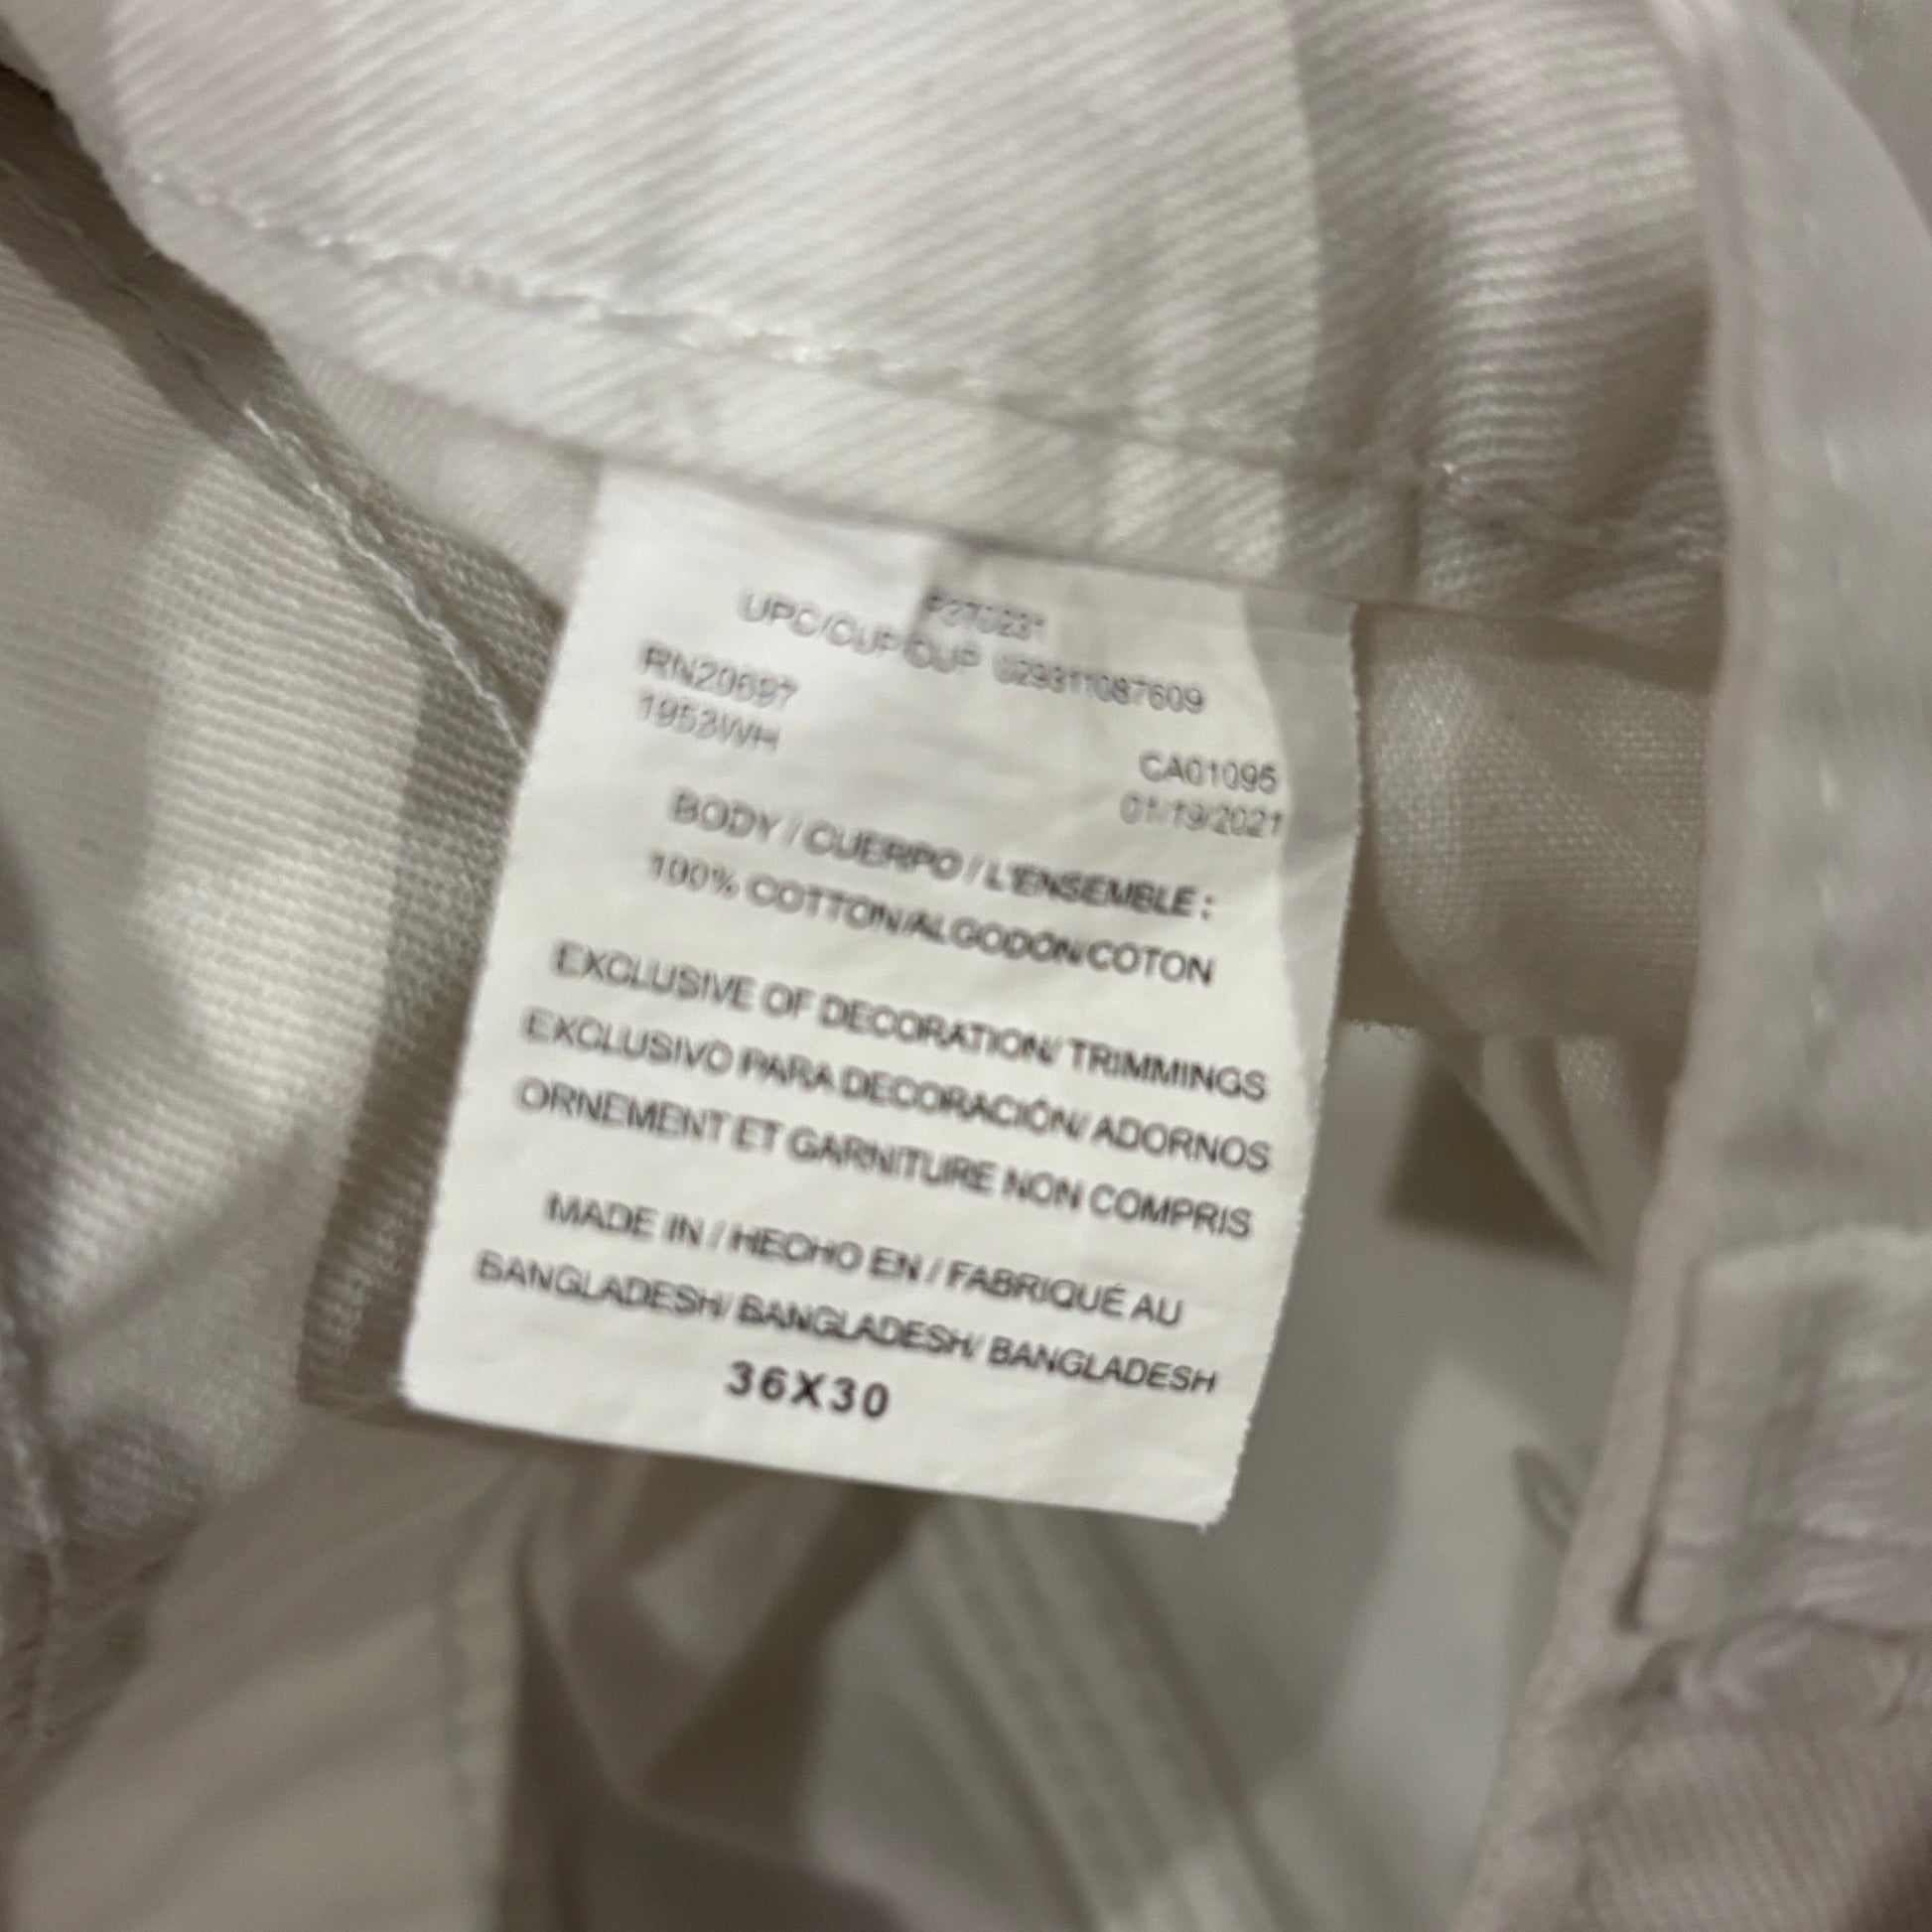 P270231
UPC/CUP/CUP 029311087609
RN20697
1953WH
CA01095
01/19/2021
BODY / CUERPO / L'ENSEMBLE :
100% COTTON/ALGODÓN/COTON
EXCLUSIVE OF DECORATION/ TRIMMINGS
EXCLUSIVO PARA DECORACIÓN/ ADORNOS
ORNEMENT ET GARNITURE NON COMPRIS
MADE IN / HECHO EN / FABRIQUÉ AU
BANGLADESH/ BANGLADESH/ BANGLADESH
36X30